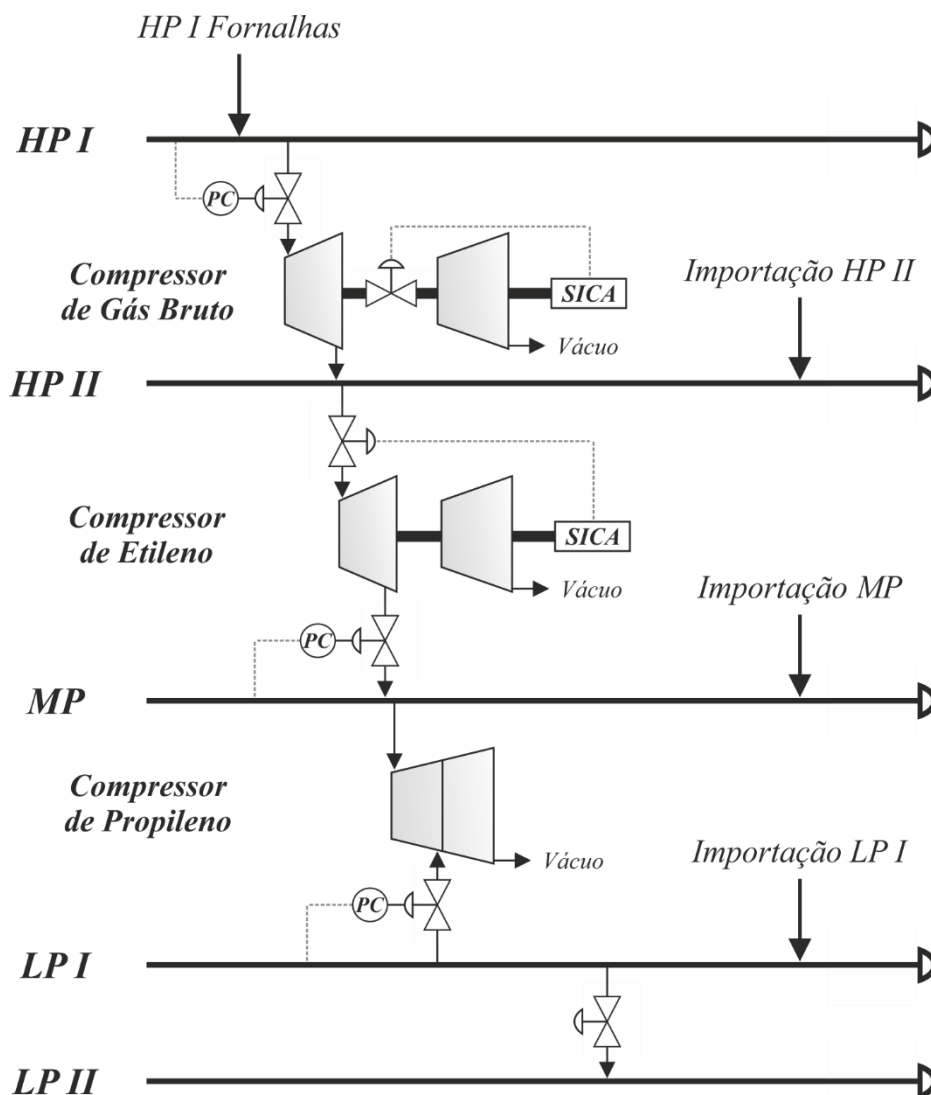 HP I Fornalhas
HP I
PC
Compressor
de Gás Bruto
SICA
Importação HP II
Vácuo
HP II
Compressor
de Etileno
SICA
Vácuo
Importação MP
PC
MP
Compressor
de Propileno
Vácuo
Importação LP I
PC
LP I
LP II